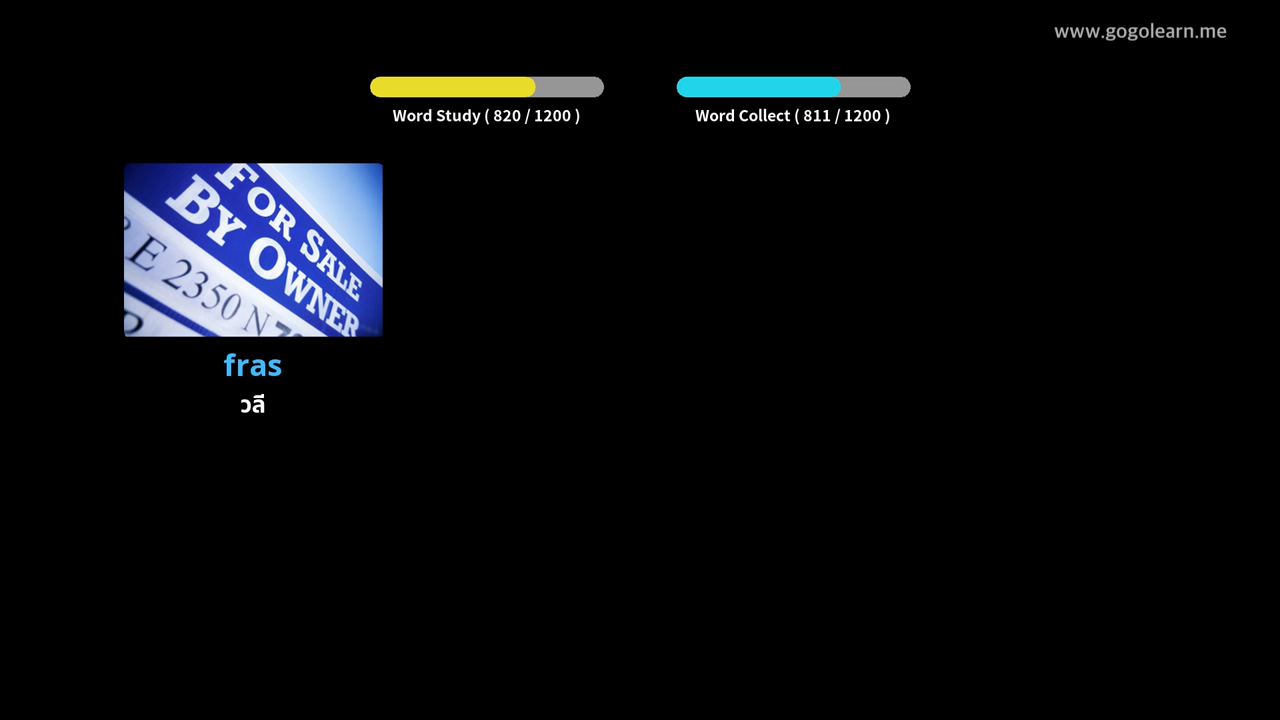 www.gogolearn.me
Word Study ( 820 / 1200 )
Word Collect ( 811 / 1200 )
FOR SALE
BY OWNER
E 2350 N
fras
วลี